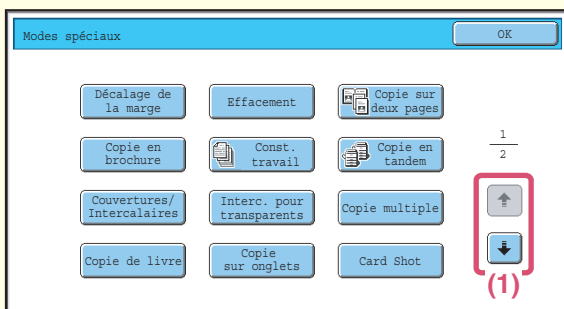 Modes spéciaux
OK
Décalage de
la marge
Effacement
Copie sur
deux pages
Copie en
brochure
Const.
travail
Copie en
tandem
1
2
Couvertures/
Intercalaires
Interc. pour
transparents
Copie multiple
Copie de livre
Copie
sur onglets
Card Shot
(1)